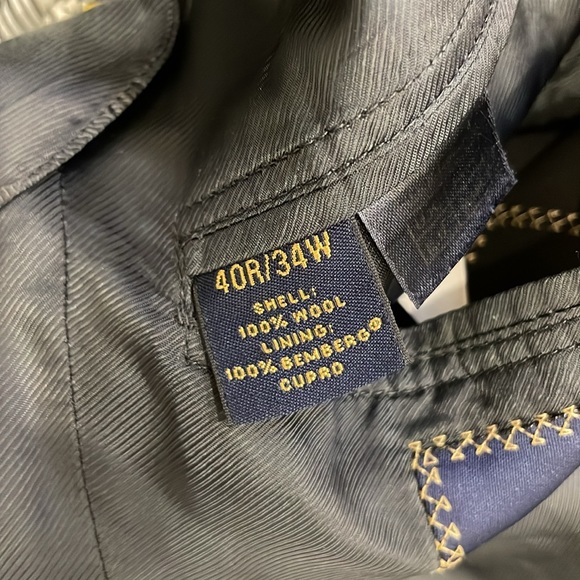 40R/34W
SHELL:
100% WOOL
LINING:
100% BEMBERG®
CUPRO